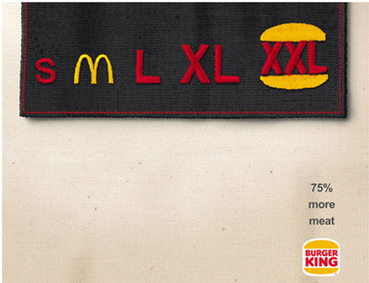 S M L XL XXL
75%
more
meat
BURGER
KING